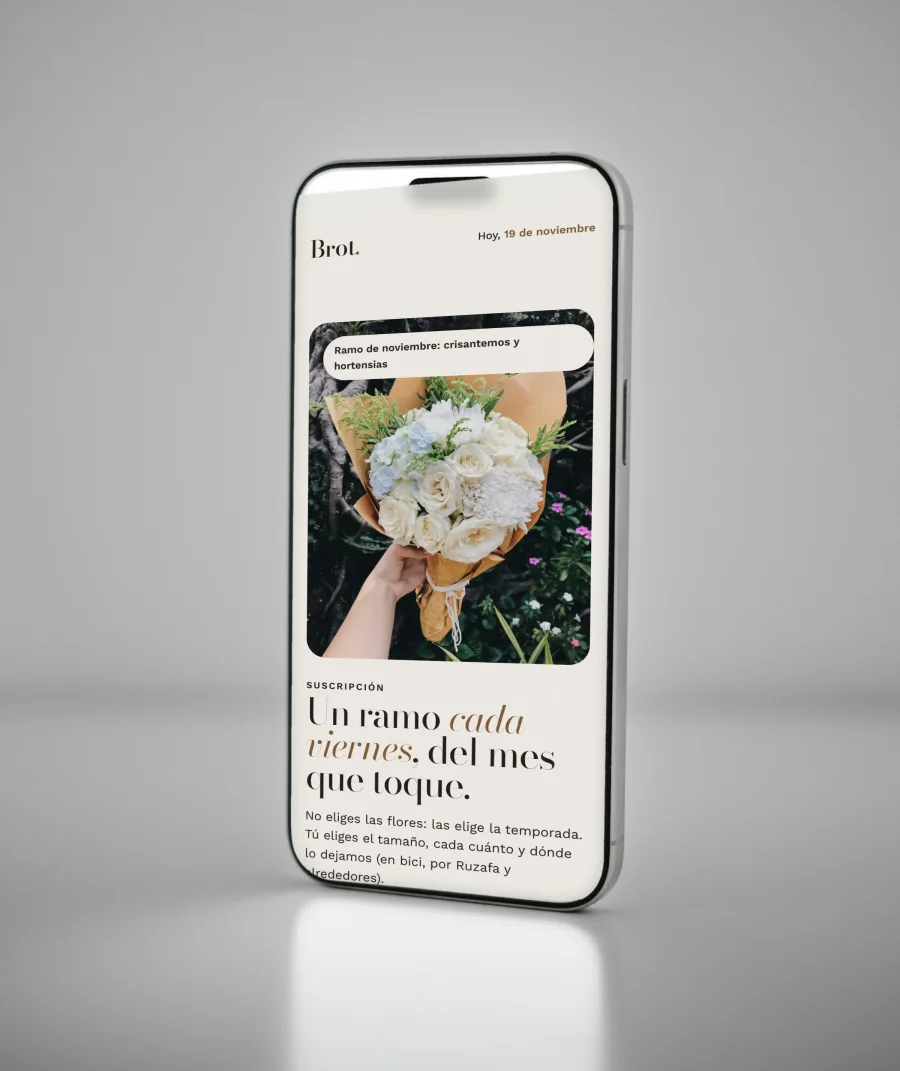 Brot.
Hoy, 19 de noviembre
Ramo de noviembre: crisantemos y
hortensias
SUSCRIPCIÓN
Un ramo cada
viernes, del mes
que toque.
No eliges las flores: las elige la temporada.
Tú eliges el tamaño, cada cuánto y dónde
lo dejamos (en bici, por Ruzafa y
alrededores).